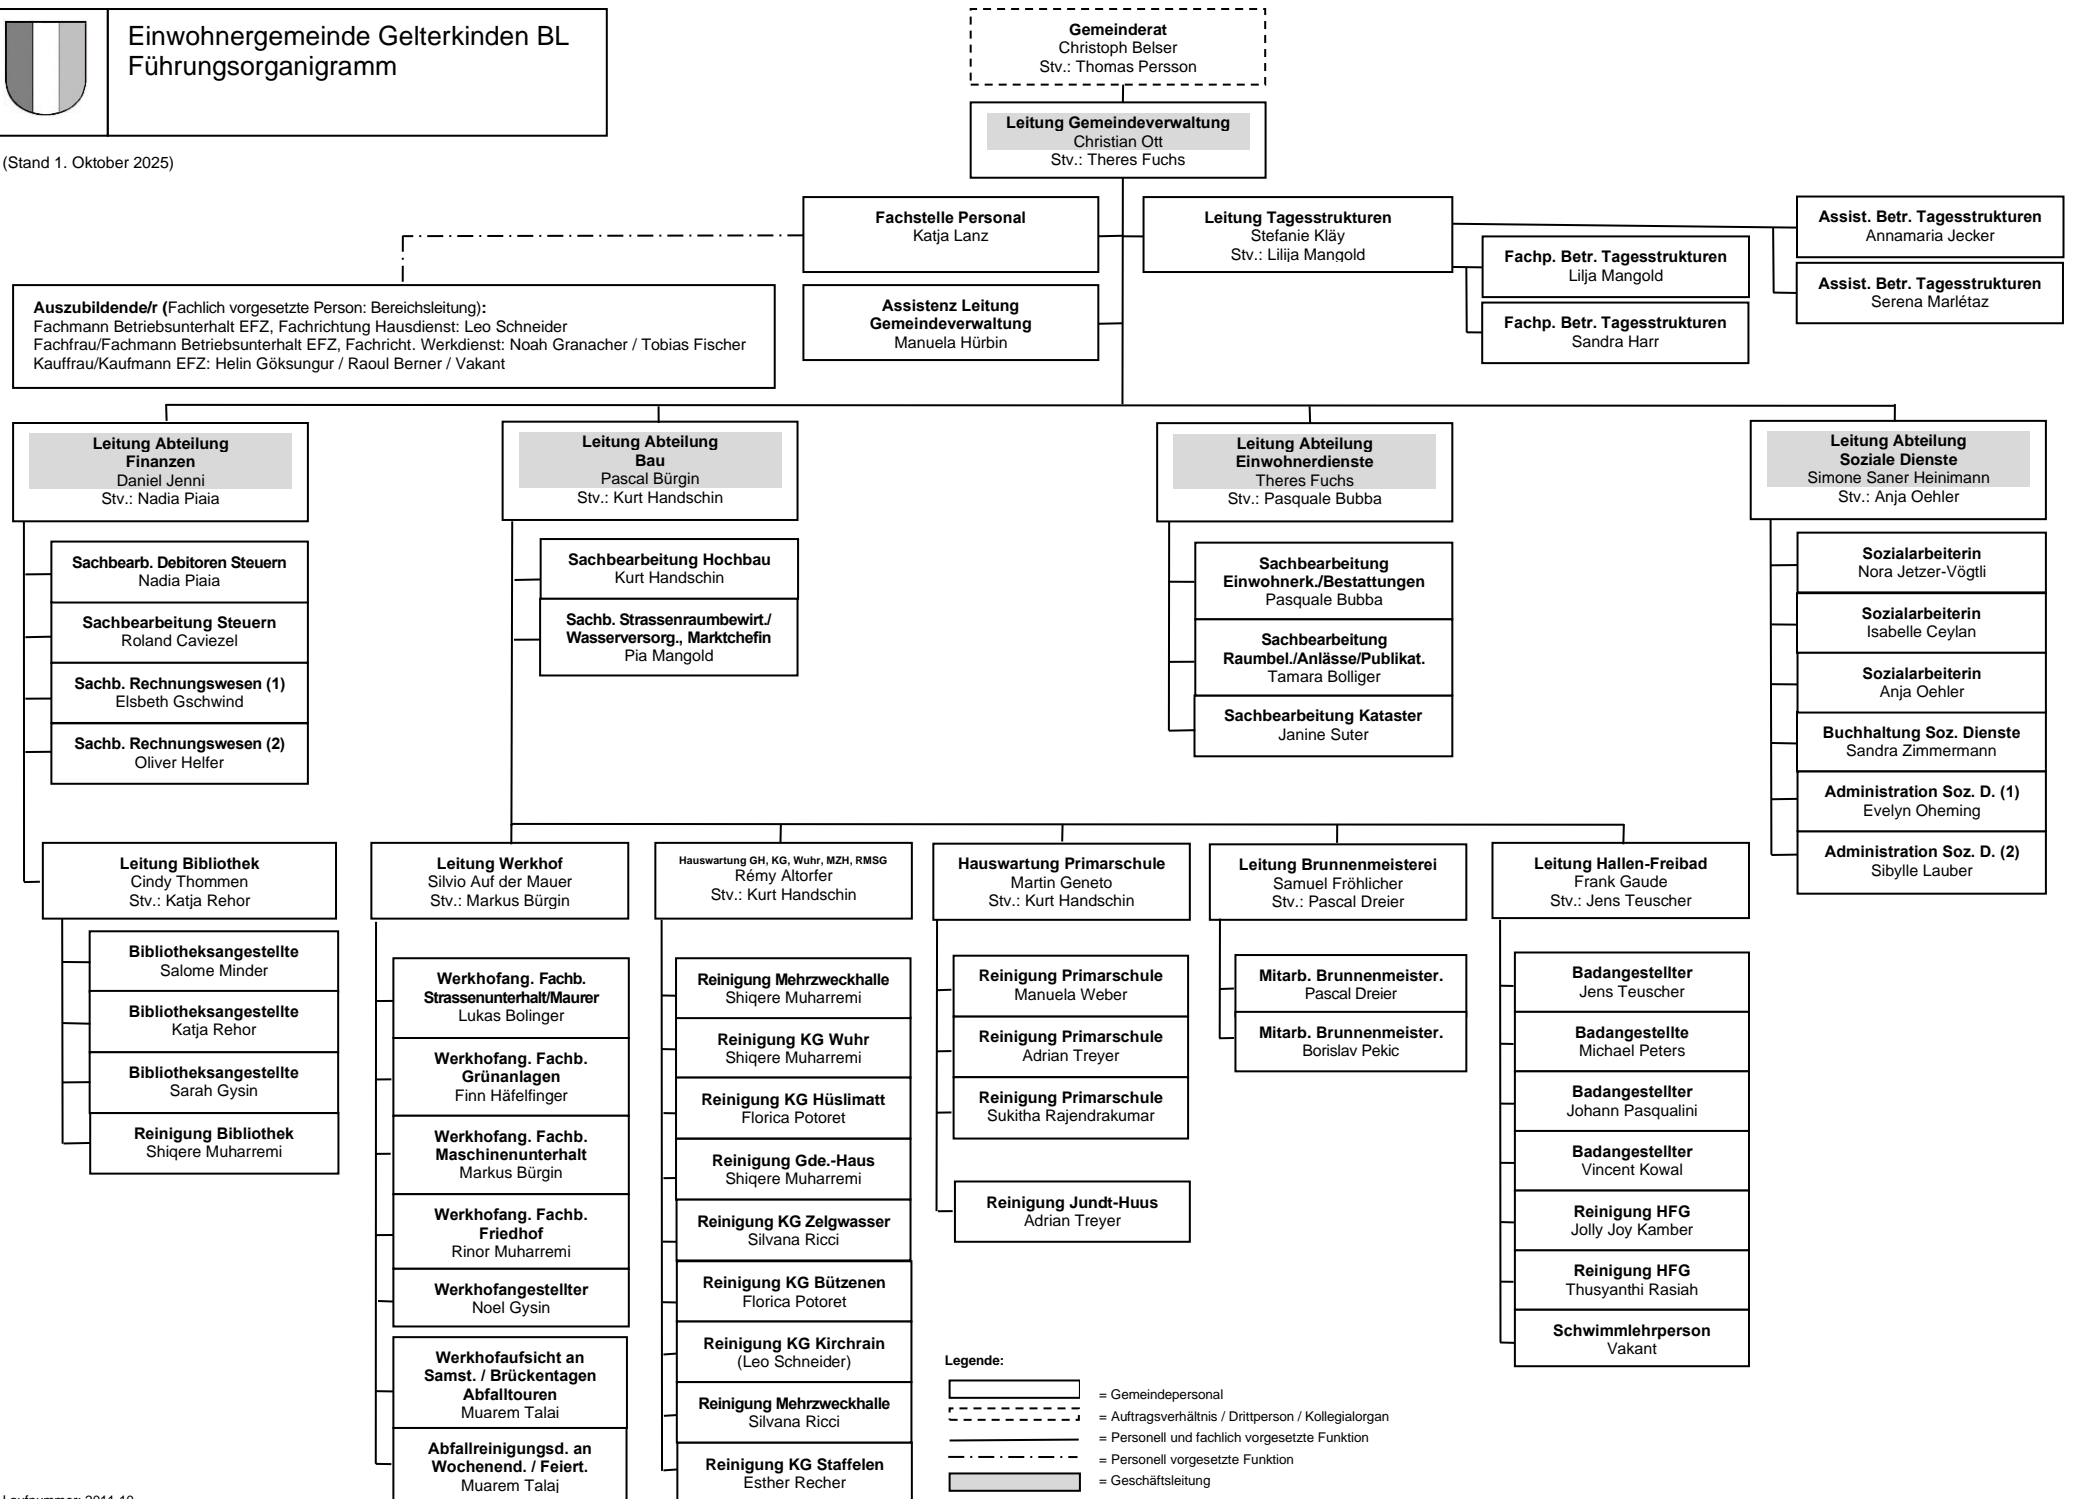 Einwohnergemeinde Gelterkinden BL
Führungsorganigramm
(Stand 1. Oktober 2025)
Gemeinderat
Christoph Belser
Stv.: Thomas Persson
Leitung Gemeindeverwaltung
Christian Ott
Stv.: Theres Fuchs
Fachstelle Personal
Katja Lanz
Leitung Tagesstrukturen
Stefanie Kläy
Stv.: Lilija Mangold
Assist. Betr. Tagesstrukturen
Annamaria Jecker
Fachp. Betr. Tagesstrukturen
Lilja Mangold
Assist. Betr. Tagesstrukturen
Serena Marlétaz
Fachp. Betr. Tagesstrukturen
Sandra Harr
Assistenz Leitung
Gemeindeverwaltung
Manuela Hürbin
Auszubildende/r (Fachlich vorgesetzte Person: Bereichsleitung):
Fachmann Betriebsunterhalt EFZ, Fachrichtung Hausdienst: Leo Schneider
Fachfrau/Fachmann Betriebsunterhalt EFZ, Fachricht. Werkdienst: Noah Granacher / Tobias Fischer
Kauffrau/Kaufmann EFZ: Helin Göksungur / Raoul Berner / Vakant
Leitung Abteilung
Finanzen
Daniel Jenni
Stv.: Nadia Piaia
Leitung Abteilung
Bau
Pascal Bürgin
Stv.: Kurt Handschin
Leitung Abteilung
Einwohnerdienste
Theres Fuchs
Stv.: Pasquale Bubba
Leitung Abteilung
Soziale Dienste
Simone Saner Heinimann
Stv.: Anja Oehler
Sachbearb. Debitoren Steuern
Nadia Piaia
Sachbearbeitung Steuern
Roland Caviezel
Sachb. Rechnungswesen (1)
Elsbeth Gschwind
Sachb. Rechnungswesen (2)
Oliver Helfer
Sachbearbeitung Hochbau
Kurt Handschin
Sachb. Strassenraumbewirt./
Wasserversorg., Marktchefin
Pia Mangold
Sachbearbeitung
Einwohnerk./Bestattungen
Pasquale Bubba
Sachbearbeitung
Raumbel./Anlässe/Publikat.
Tamara Bolliger
Sachbearbeitung Kataster
Janine Suter
Sozialarbeiterin
Nora Jetzer-Vögtli
Sozialarbeiterin
Isabelle Ceylan
Sozialarbeiterin
Anja Oehler
Buchhaltung Soz. Dienste
Sandra Zimmermann
Administration Soz. D. (1)
Evelyn Oheming
Administration Soz. D. (2)
Sibylle Lauber
Leitung Bibliothek
Cindy Thommen
Stv.: Katja Rehor
Bibliotheksangestellte
Salome Minder
Bibliotheksangestellte
Katja Rehor
Bibliotheksangestellte
Sarah Gysin
Reinigung Bibliothek
Shiqere Muharremi
Leitung Werkhof
Silvio Auf der Mauer
Stv.: Markus Bürgin
Werkhofang. Fachb.
Strassenunterhalt/Maurer
Lukas Bolinger
Werkhofang. Fachb.
Grünanlagen
Finn Häfelfinger
Werkhofang. Fachb.
Maschinenunterhalt
Markus Bürgin
Werkhofang. Fachb.
Friedhof
Rinor Muharremi
Werkhofangestellter
Noel Gysin
Werkhofaufsicht an
Samst. / Brückentagen
Abfalltouren
Muarem Talai
Abfallreinigungsd. an
Wochenend. / Feiert.
Muarem Talaj
Hauswartung GH, KG, Wuhr, MZH, RMSG
Rémy Altorfer
Stv.: Kurt Handschin
Reinigung Mehrzweckhalle
Shiqere Muharremi
Reinigung KG Wuhr
Shiqere Muharremi
Reinigung KG Hüslimatt
Florica Potoret
Reinigung Gde.-Haus
Shiqere Muharremi
Reinigung KG Zelgwasser
Silvana Ricci
Reinigung KG Bützenen
Florica Potoret
Reinigung KG Kirchrain
(Leo Schneider)
Reinigung Mehrzweckhalle
Silvana Ricci
Reinigung KG Staffelen
Esther Recher
Hauswartung Primarschule
Martin Geneto
Stv.: Kurt Handschin
Reinigung Primarschule
Manuela Weber
Reinigung Primarschule
Adrian Treyer
Reinigung Primarschule
Sukitha Rajendrakumar
Reinigung Jundt-Huus
Adrian Treyer
Leitung Brunnenmeisterei
Samuel Fröhlicher
Stv.: Pascal Dreier
Mitarb. Brunnenmeister.
Pascal Dreier
Mitarb. Brunnenmeister.
Borislav Pekic
Leitung Hallen-Freibad
Frank Gaude
Stv.: Jens Teuscher
Badangestellter
Jens Teuscher
Badangestellte
Michael Peters
Badangestellter
Johann Pasqualini
Badangestellter
Vincent Kowal
Reinigung HFG
Jolly Joy Kamber
Reinigung HFG
Thusyanthi Rasiah
Schwimmlehrperson
Vakant
Legende:
= Gemeindepersonal
= Auftragsverhältnis / Drittperson / Kollegialorgan
= Personell und fachlich vorgesetzte Funktion
= Personell vorgesetzte Funktion
= Geschäftsleitung